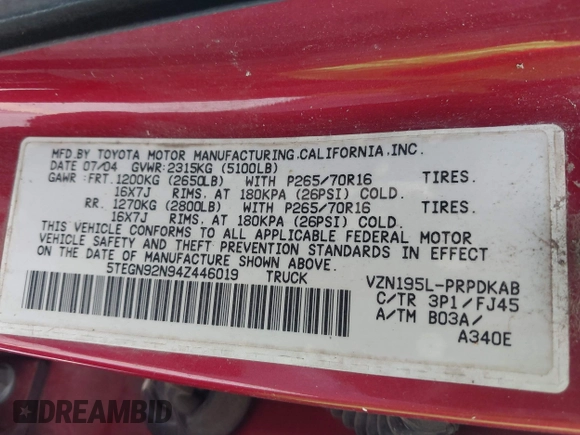 MFD.BY TOYOTA MOTOR MANUFACTURING.CALIFORNIA.INC.
DATE 07/04 GVWR:2315KG (5100LB)
GAWR: FRT.1200KG (2650LB) WITH P265/70R16 TIRES.
16X7J RIMS. AT 180KPA (26PSI) COLD.
RR. 1270KG (2800LB) WITH P265/70R16 TIRES.
16X7J RIMS. AT 180KPA (26PSI) COLD.
THIS VEHICLE CONFORMS TO ALL APPLICABLE FEDERAL MOTOR
VEHICLE SAFETY AND THEFT PREVENTION STANDARDS IN EFFECT
ON THE DATE OF MANUFACTURE SHOWN ABOVE.
5TEGN92N94Z446019 TRUCK
VZN195L-PRPDKAB
C/TR 3P1/FJ45
A/TM B03A/
A340E
DREAMBID